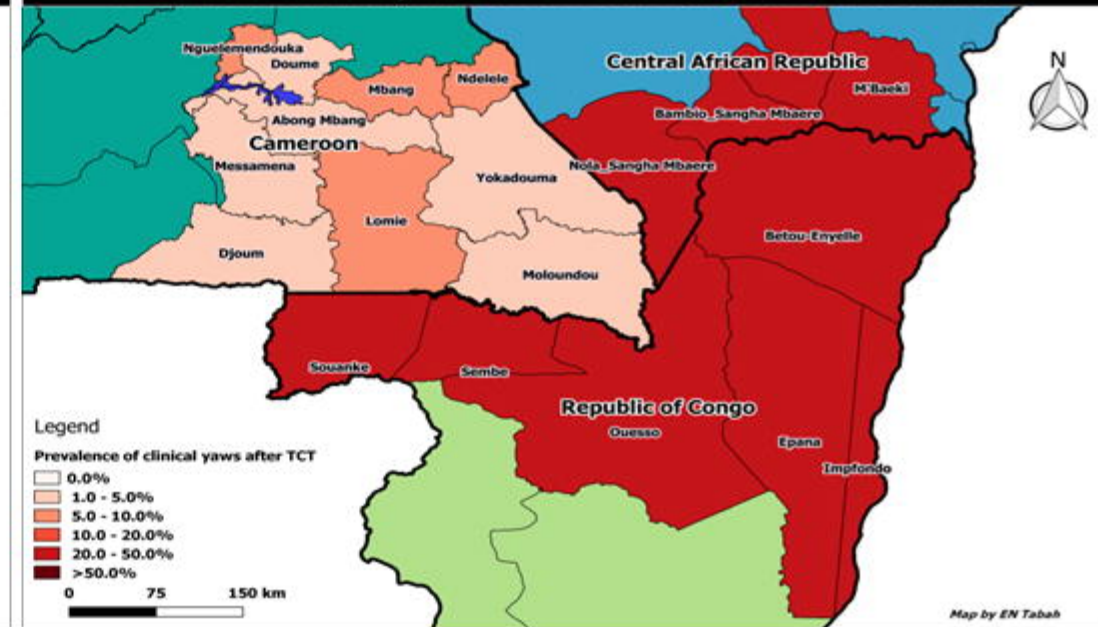 Nguelemendouka
Doume
Mbang
Ndelele
Abong Mbang
Cameroon
Messamena
Yokadouma
Lomie
Djoum
Moloundou
Central African Republic
M'Baeki
Bambio_Sangha Mbaere
Nola_Sangha Mbaere
N
Betou-Enyelle
Souanke
Sembe
Republic of Congo
Ouesso
Epana
Impfondo
Legend
Prevalence of clinical yaws after TCT
0.0%
1.0 - 5.0%
5.0 - 10.0%
10.0 - 20.0%
20.0 - 50.0%
>50.0%
0 75 150 km
Map by EN Tabah